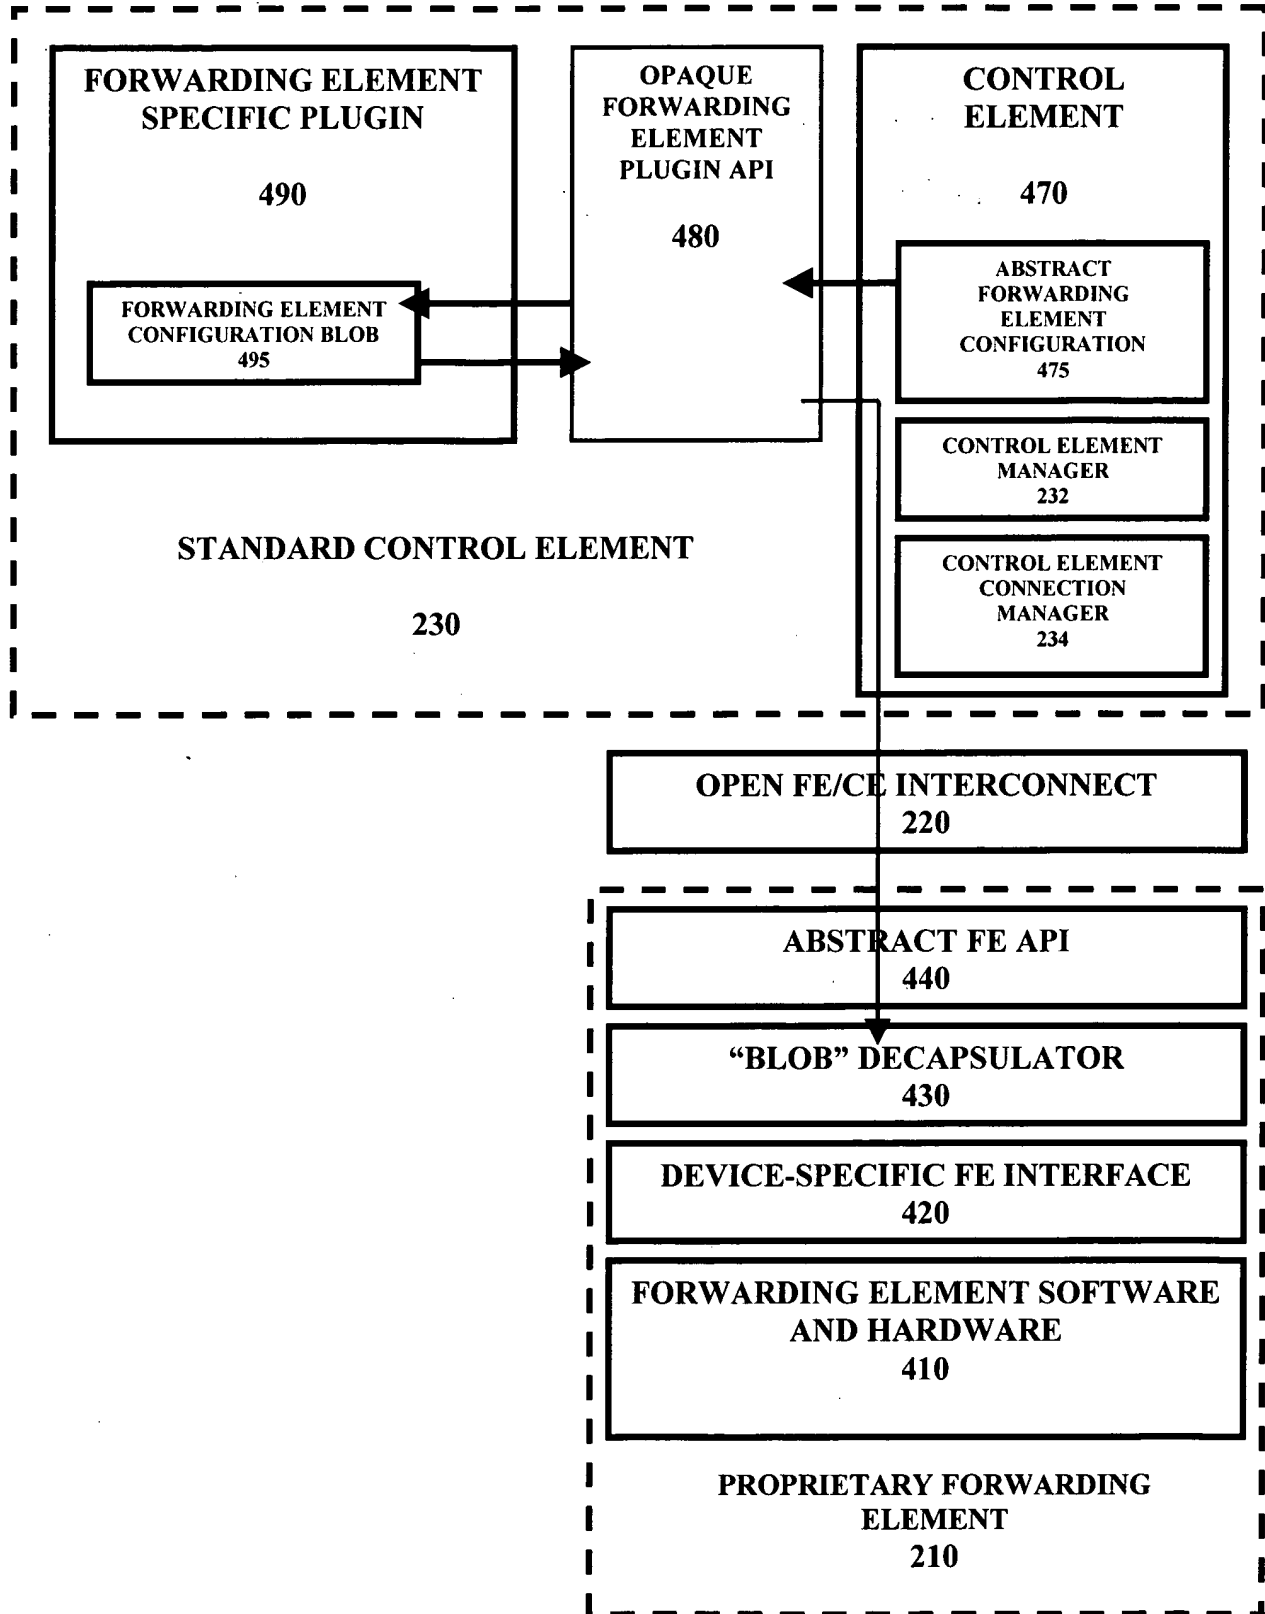 FORWARDING ELEMENT
SPECIFIC PLUGIN
490
FORWARDING ELEMENT
CONFIGURATION BLOB
495
OPAQUE
FORWARDING
ELEMENT
PLUGIN API
480
CONTROL
ELEMENT
470
ABSTRACT
FORWARDING
ELEMENT
CONFIGURATION
475
CONTROL ELEMENT
MANAGER
232
CONTROL ELEMENT
CONNECTION
MANAGER
234
STANDARD CONTROL ELEMENT
230
OPEN FE/CE INTERCONNECT
220
ABSTRACT FE API
440
“BLOB” DECAPSULATOR
430
DEVICE-SPECIFIC FE INTERFACE
420
FORWARDING ELEMENT SOFTWARE
AND HARDWARE
410
PROPRIETARY FORWARDING
ELEMENT
210